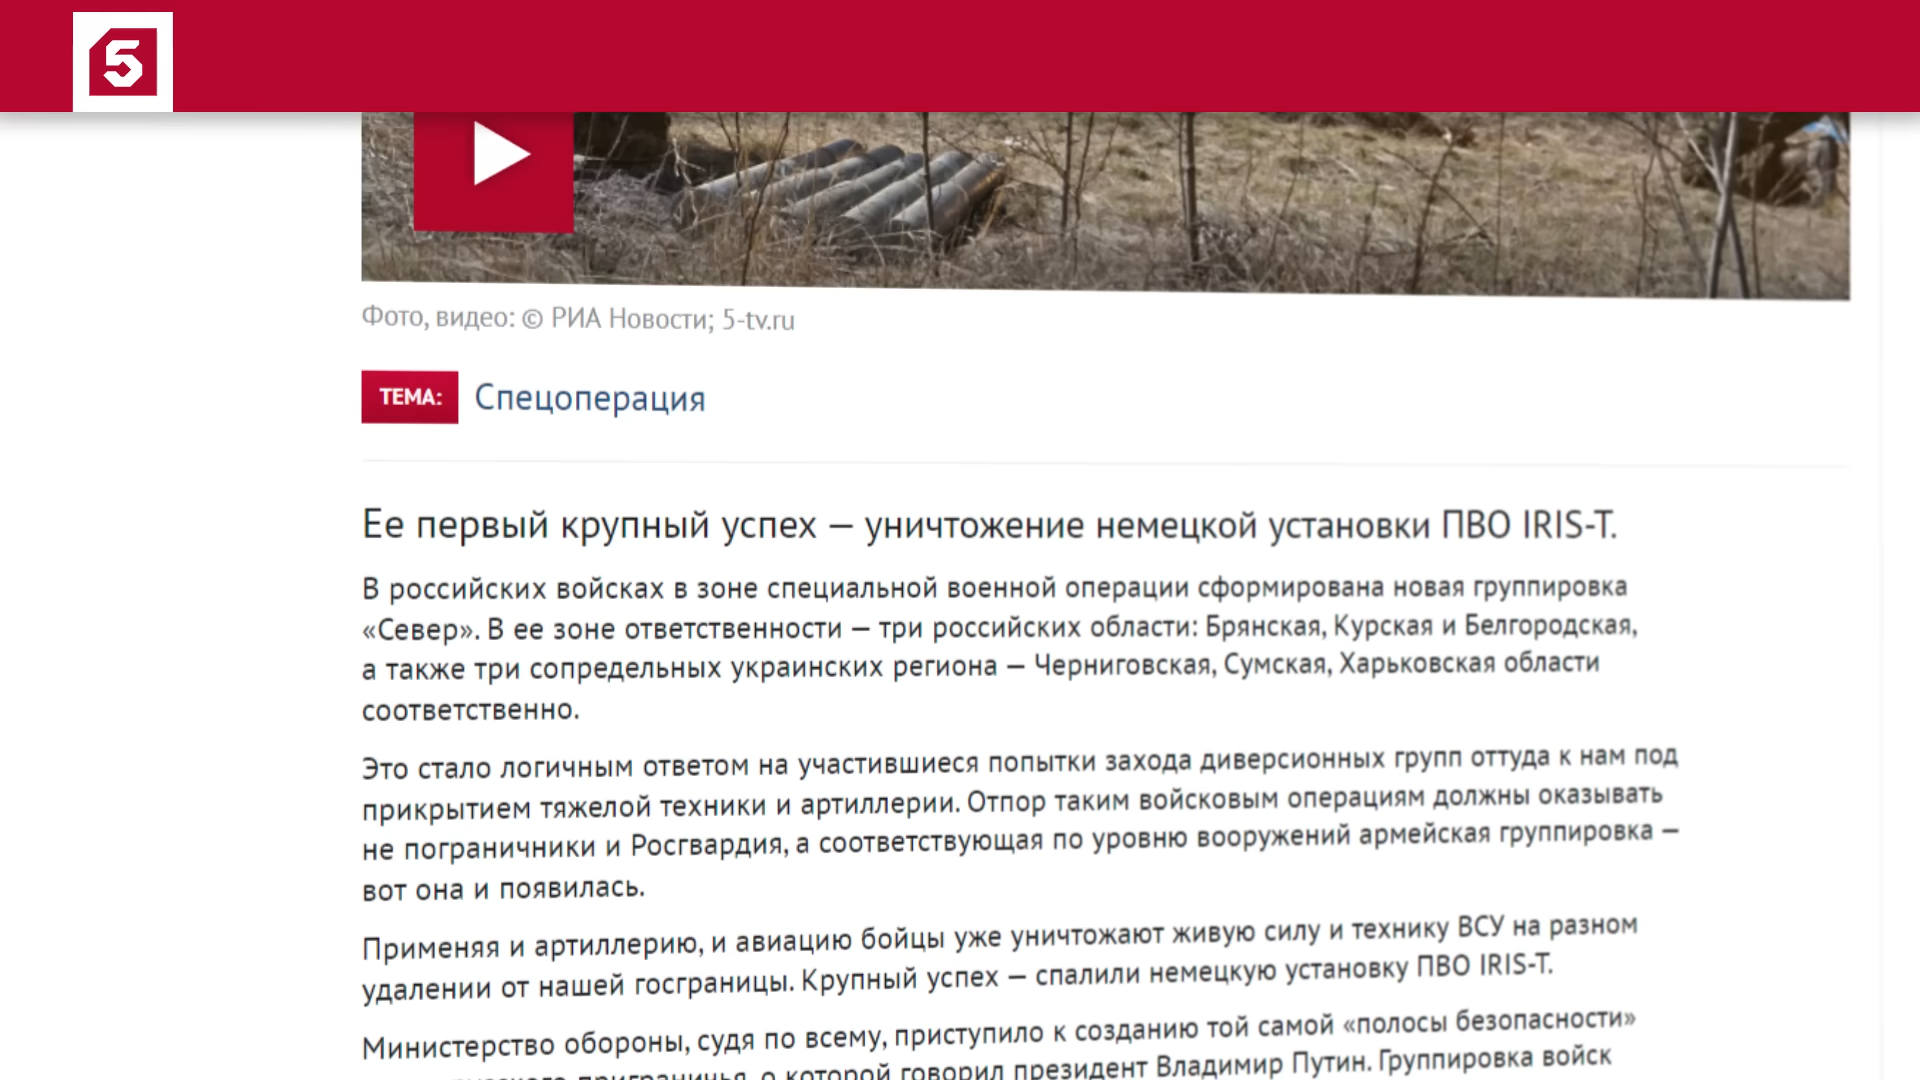 5
Фото, видео: © РИА Новости; 5-tv.ru
ТЕМА: Спецоперация
Ее первый крупный успех — уничтожение немецкой установки ПВО IRIS-T.
В российских войсках в зоне специальной военной операции сформирована новая группировка
«Север». В ее зоне ответственности — три российских области: Брянская, Курская и Белгородская,
а также три сопредельных украинских региона — Черниговская, Сумская, Харьковская области
соответственно.
Это стало логичным ответом на участившиеся попытки захода диверсионных групп оттуда к нам под
прикрытием тяжелой техники и артиллерии. Отпор таким войсковым операциям должны оказывать
не пограничники и Росгвардия, а соответствующая по уровню вооружений армейская группировка —
вот она и появилась.
Применяя и артиллерию, и авиацию бойцы уже уничтожают живую силу и технику ВСУ на разном
удалении от нашей госграницы. Крупный успех — спалили немецкую установку ПВО IRIS-T.
Министерство обороны, судя по всему, приступило к созданию той самой «полосы безопасности»
приграничья, о которой говорил президент Владимир Путин. Группировка войск